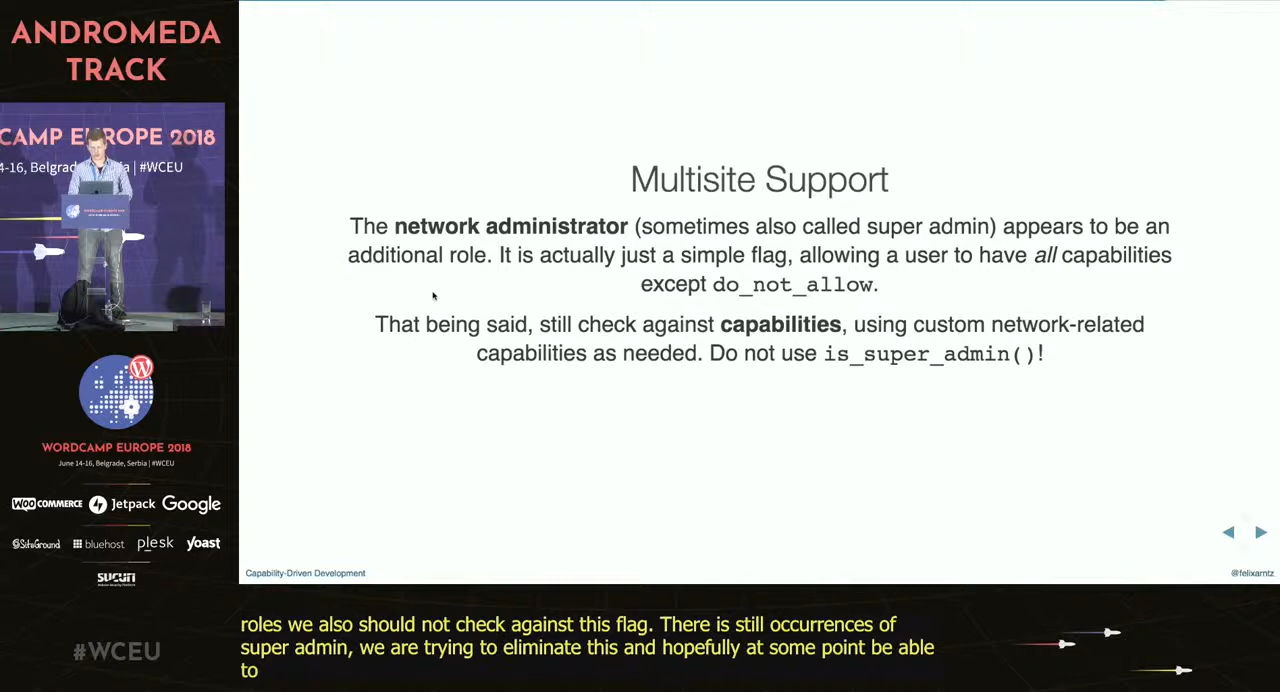 ANDROMEDA
TRACK
CAMP EUROPE 2018
4-16, Belgrad a | #WCEU
WORDCAMP EUROPE 2018
June 14-16, Belgrade, Serbia | #WCEU
WOO COMMERCE Jetpack Google
SiteGround bluehost plesk yoast
SUCURI
#WCEU
Multisite Support
The network administrator (sometimes also called super admin) appears to be an
additional role. It is actually just a simple flag, allowing a user to have all capabilities
except do_not_allow.
That being said, still check against capabilities, using custom network-related
capabilities as needed. Do not use is_super_admin()!
Capability-Driven Development
@felixarntz
roles we also should not check against this flag. There is still occurrences of
super admin, we are trying to eliminate this and hopefully at some point be able
to